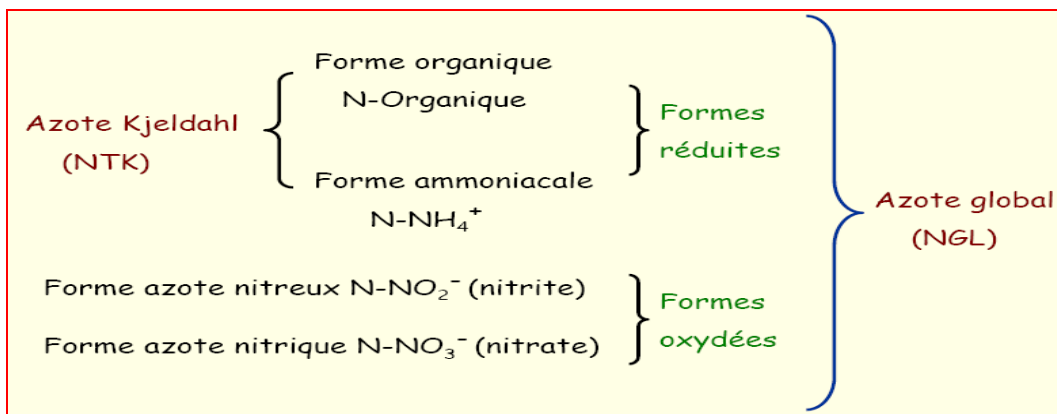 Forme organique
N-Organique
Azote Kjeldahl
(NTK)
Formes
réduites
Forme ammoniacale
N-NH₄⁺
Azote global
(NGL)
Forme azote nitreux N-NO₂⁻ (nitrite)
Forme azote nitrique N-NO₃⁻ (nitrate)
Formes
oxydées